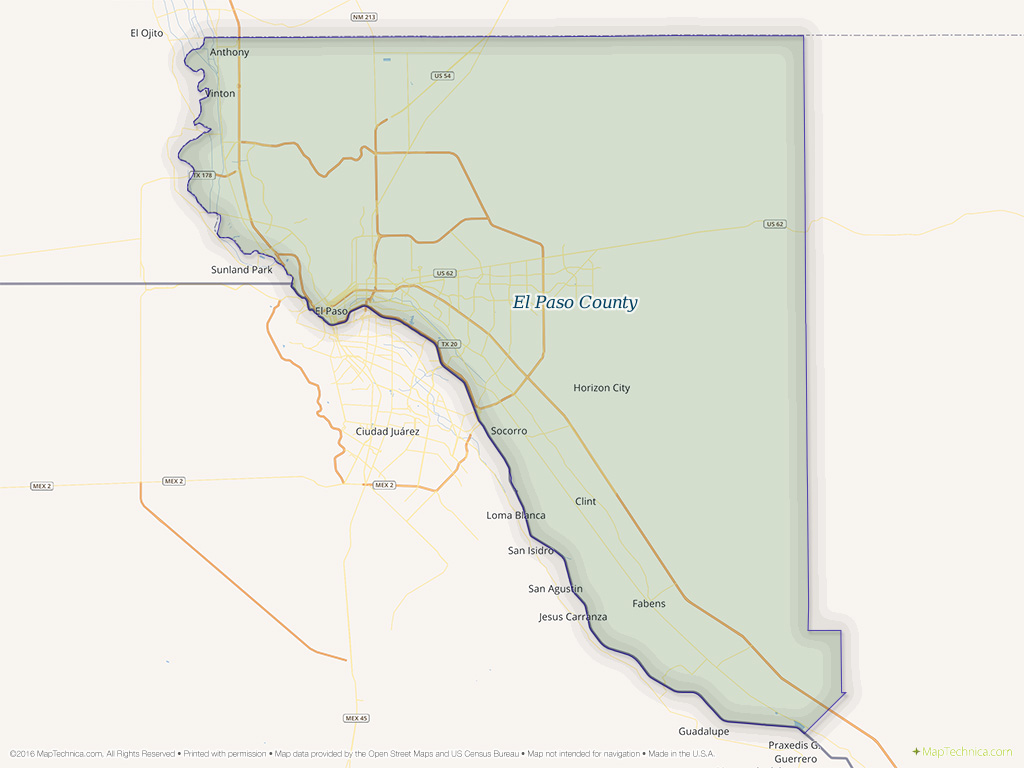 NM 213
El Ojito
Anthony
US 54
Vinton
TX 178
US 62
Sunland Park
US 62
El Paso County
El Paso
TX 20
Horizon City
Ciudad Juárez
Socorro
MEX 2
MEX 2
MEX 2
Clint
Loma Blanca
San Isidro
San Agustin
Fabens
Jesus Carranza
MEX 45
Guadalupe
Praxedis G.
Guerrero
©2016 MapTechnica.com, All Rights Reserved • Printed with permission • Map data provided by the Open Street Maps and US Census Bureau • Map not intended for navigation • Made in the U.S.A.
MapTechnica.com